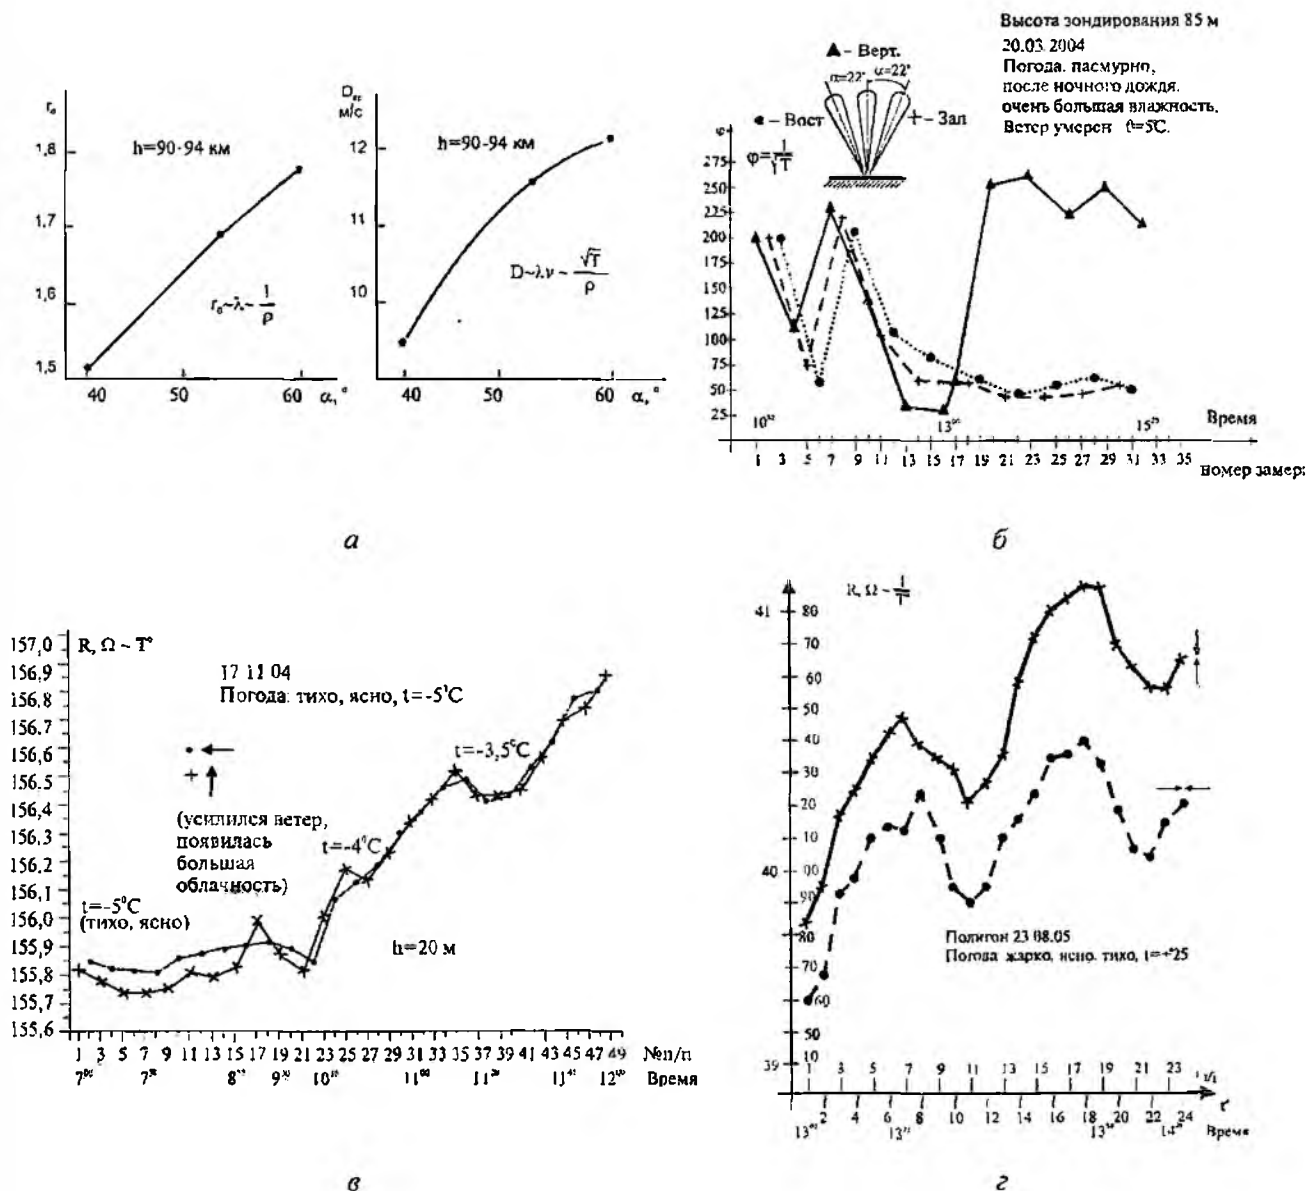 r₀
1,8
1,7
1,6
1,5
h=90-94 км
r₀~λ~1/ρ
40 50 60 α,°
м/с
12
11
10
h=90-94 км
D~λν~√T/ρ
40 50 60 α,°
а
Высота зондирования 85 м
20.03 2004
Погода. пасмурно,
после ночного дождя.
очень большая влажность.
Ветер умерен t=5°C.
▲ - Верт.
α=22° α=22°
● - Вост + - Зап
φ
φ=1/√T
275
250
225
200
175
150
125
100
75
50
25
Время
1 3 5 7 9 11 13 15 17 19 21 23 25 27 29 31 33 35
номер замера
б
157,0 R, Ω ~ T°
156,9
156,8
156,7
156,6
156,5
156,4
156,3
156,2
156,1
156,0
155,9
155,8
155,7
155,6
17 11 04
Погода: тихо, ясно, t=-5°C
(усилился ветер,
появилась
большая
облачность)
t=-3,5°C
t=-4°C
t=-5°C
(тихо, ясно)
h=20 м
1 3 5 7 9 11 13 15 17 19 21 23 25 27 29 31 33 35 37 39 41 43 45 47 49 №п/п
Время
в
R, Ω ~ 1/T
41
40
39
80
70
60
50
40
30
20
10
00
90
80
70
60
50
10
Полигон 23 08.05
Погода жарко, ясно. тихо, t=+°25
1 3 5 7 9 11 13 15 17 19 21 23
2 4 6 8 10 12 14 16 18 20 22 24
Время
г